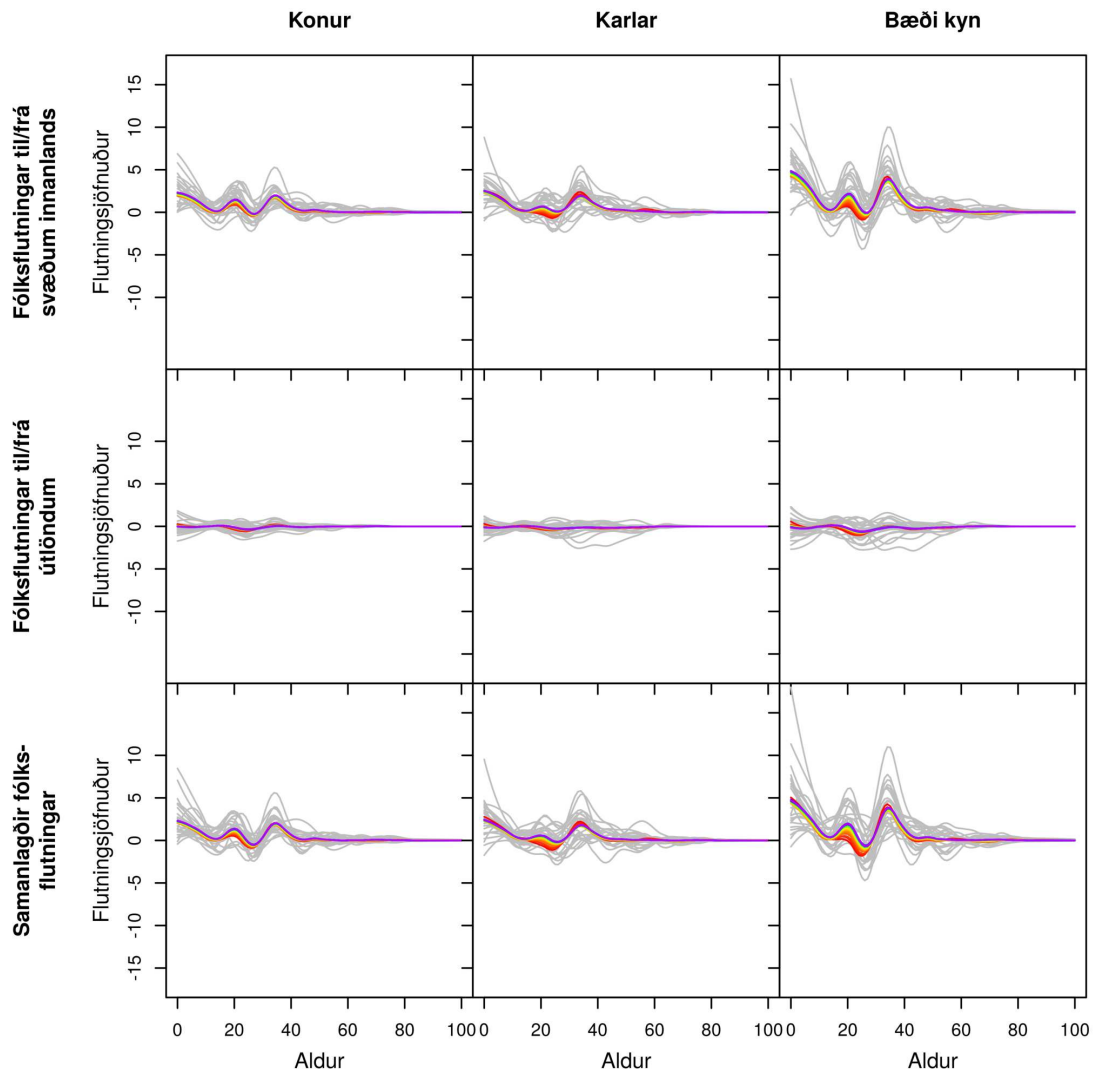 Konur
Karlar
Bæði kyn
Fólksflutningar til/frá
svæðum innanlands
Flutningsjöfnuður
15
10
5
0
-5
-10
Fólksflutningar til/frá
útlöndum
Flutningsjöfnuður
10
5
0
-5
-10
Samanlagðir fólks-
flutningar
Flutningsjöfnuður
10
5
0
-5
-10
-15
0 20 40 60 80 100
0 20 40 60 80 100
0 20 40 60 80 100
Aldur
Aldur
Aldur